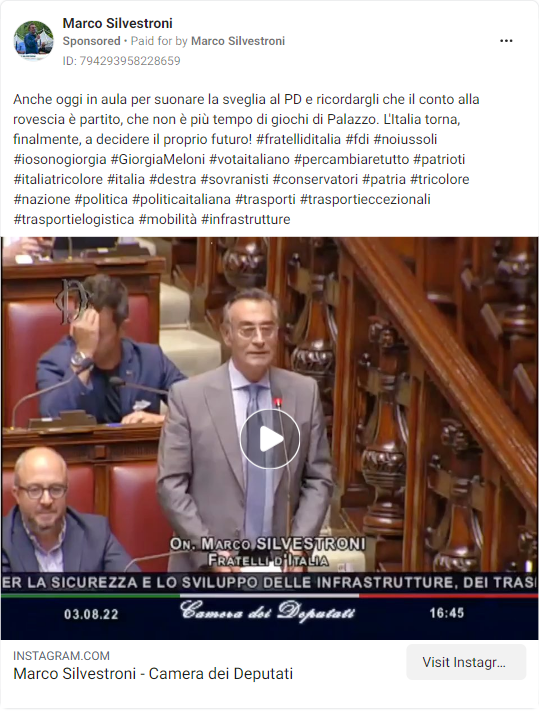 Marco Silvestroni
Sponsored • Paid for by Marco Silvestroni
ID: 794293958228659
Anche oggi in aula per suonare la sveglia al PD e ricordargli che il conto alla
rovescia è partito, che non è più tempo di giochi di Palazzo. L'Italia torna,
finalmente, a decidere il proprio futuro! #fratelliditalia #fdi #noiussoli
#iosonogiorgia #GiorgiaMeloni #votaitaliano #percambiaretutto #patrioti
#italiatricolore #italia #destra #sovranisti #conservatori #patria #tricolore
#nazione #politica #politicaitaliana #trasporti #trasportieccezionali
#trasportielogistica #mobilità #infrastrutture
ON. MARCO SILVESTRONI
FRATELLI D'ITALIA
ER LA SICUREZZA E LO SVILUPPO DELLE INFRASTRUTTURE, DEI TRAS
03.08.22 Camera dei Deputati 16:45
INSTAGRAM.COM
Marco Silvestroni - Camera dei Deputati
Visit Instagr...